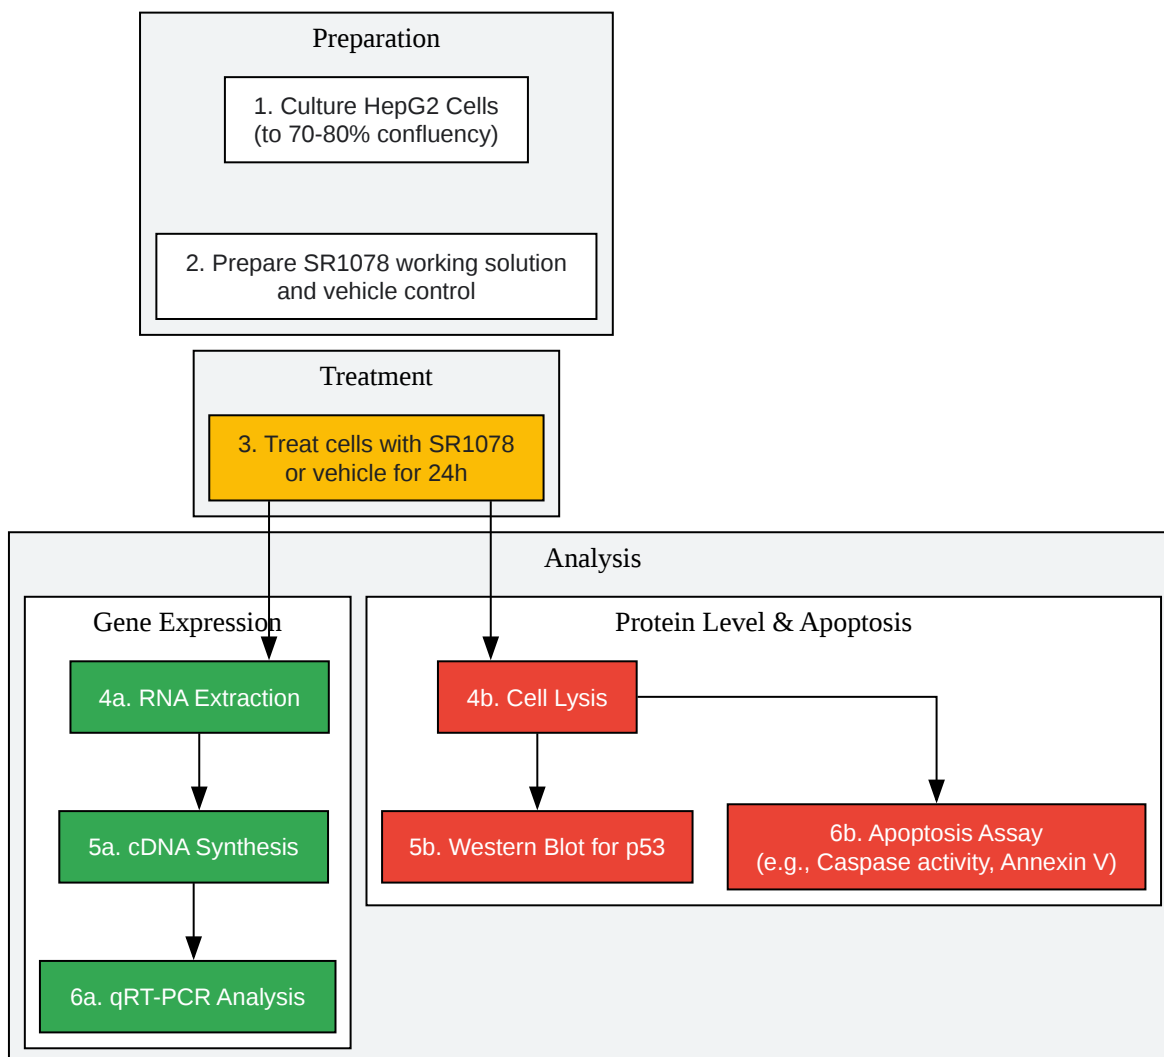 Preparation
1. Culture HepG2 Cells
(to 70-80% confluency)
2. Prepare SR1078 working solution
and vehicle control
Treatment
3. Treat cells with SR1078
or vehicle for 24h
Analysis
Gene Expression
4a. RNA Extraction
5a. cDNA Synthesis
6a. qRT-PCR Analysis
Protein Level & Apoptosis
4b. Cell Lysis
5b. Western Blot for p53
6b. Apoptosis Assay
(e.g., Caspase activity, Annexin V)